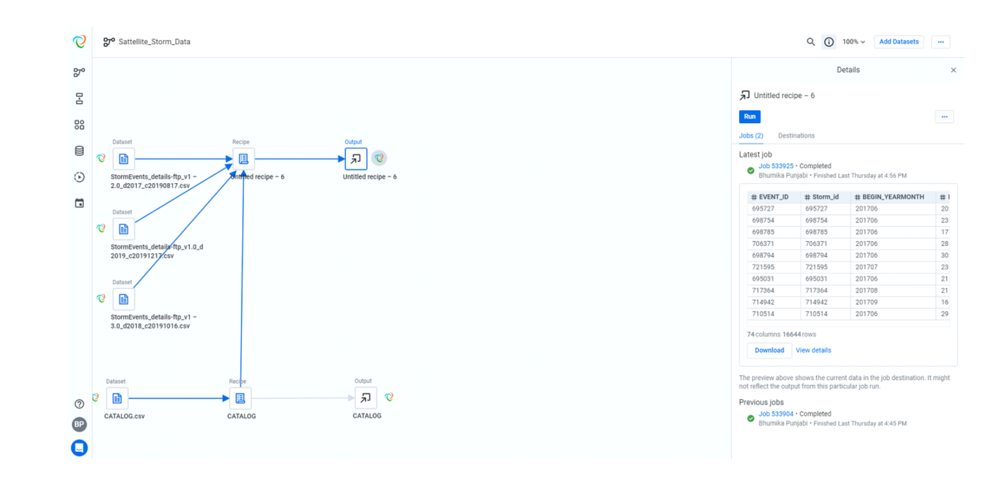 Sattellite_Storm_Data
100%
Add Datasets
...
Dataset
Recipe
Output
StormEvents_details-ftp_v1 –
2.0_d2017_c20190817.csv
Untitled recipe – 6
Untitled recipe – 6
Dataset
StormEvents_details-ftp_v1.0_d
2019_c20191217.csv
Dataset
StormEvents_details-ftp_v1 –
3.0_d2018_c20191016.csv
Dataset
Recipe
Output
CATALOG.csv
CATALOG
CATALOG
BP
Details
Untitled recipe – 6
Run
...
Jobs (2) Destinations
Latest job
Job 533925 • Completed
Bhumika Punjabi • Finished Last Thursday at 4:56 PM
# EVENT_ID # Storm_id # BEGIN_YEARMONTH #
695727 695727 201706 20
698754 698754 201706 23
698785 698785 201706 17
706371 706371 201706 28
698794 698794 201706 30
721595 721595 201707 23
695031 695031 201706 21
717364 717364 201708 21
714942 714942 201709 16
710514 710514 201706 29
74 columns 16644 rows
Download View details
The preview above shows the current data in the job destination. It might
not reflect the output from this particular job run.
Previous jobs
Job 533904 • Completed
Bhumika Punjabi • Finished Last Thursday at 4:45 PM